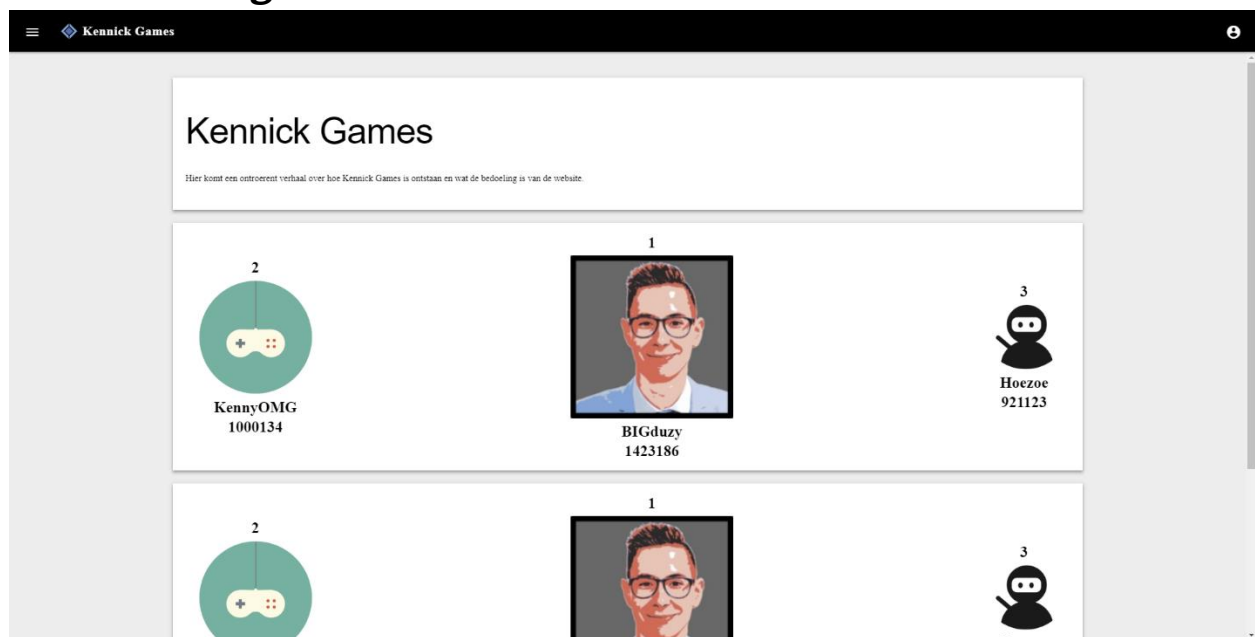 Kennick Games
Kennick Games
Hier komt een ontroerent verhaal over hoe Kennick Games is ontstaan en wat de bedoeling is van de website.
1
2
3
KennyOMG
1000134
BIGduzy
1423186
Hoezoe
921123
1
2
3